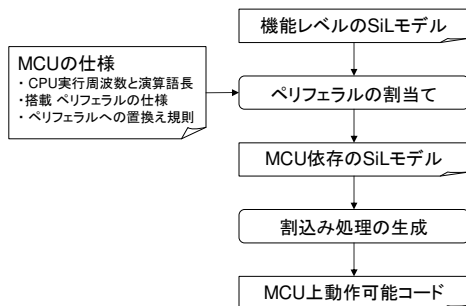 機能レベルのSiLモデル
MCUの仕様
・ CPU実行周波数と演算語長
・搭載 ペリフェラルの仕様
・ ペリフェラルへの置換え規則
ペリフェラルの割当て
MCU依存のSiLモデル
割込み処理の生成
MCU上動作可能コード